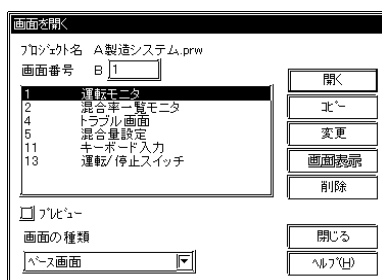 画面を開く
ﾌﾟﾛｼﾞｪｸﾄ名 A製造システム.prw
画面番号 B 1
1 運転モニタ
2 混合率一覧モニタ
4 トラブル画面
5 混合量設定
11 キーボード入力
13 運転/停止スイッチ
開く
ｺﾋﾟｰ
変更
画面表示
削除
ﾌﾟﾚﾋﾞｭｰ
画面の種類
ﾍﾞｰｽ画面
閉じる
ﾍﾙﾌﾟ(H)